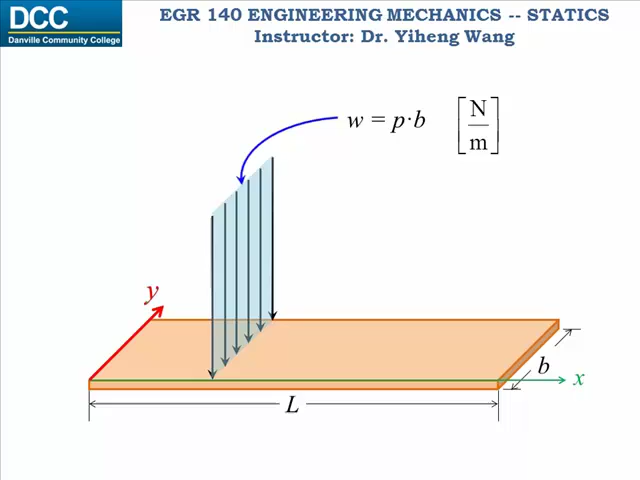 DCC
Danville Community College
EGR 140 ENGINEERING MECHANICS -- STATICS
Instructor: Dr. Yiheng Wang
w = p·b [N/m]
y
b
x
L